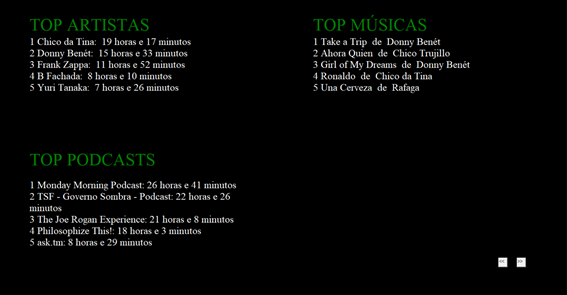 TOP ARTISTAS
1 Chico da Tina: 19 horas e 17 minutos
2 Donny Benét: 15 horas e 33 minutos
3 Frank Zappa: 11 horas e 52 minutos
4 B Fachada: 8 horas e 10 minutos
5 Yuri Tanaka: 7 horas e 26 minutos
TOP MÚSICAS
1 Take a Trip de Donny Benét
2 Ahora Quien de Chico Trujillo
3 Girl of My Dreams de Donny Benét
4 Ronaldo de Chico da Tina
5 Una Cerveza de Rafaga
TOP PODCASTS
1 Monday Morning Podcast: 26 horas e 41 minutos
2 TSF - Governo Sombra - Podcast: 22 horas e 26
minutos
3 The Joe Rogan Experience: 21 horas e 8 minutos
4 Philosophize This!: 18 horas e 3 minutos
5 ask.tm: 8 horas e 29 minutos
<< >>